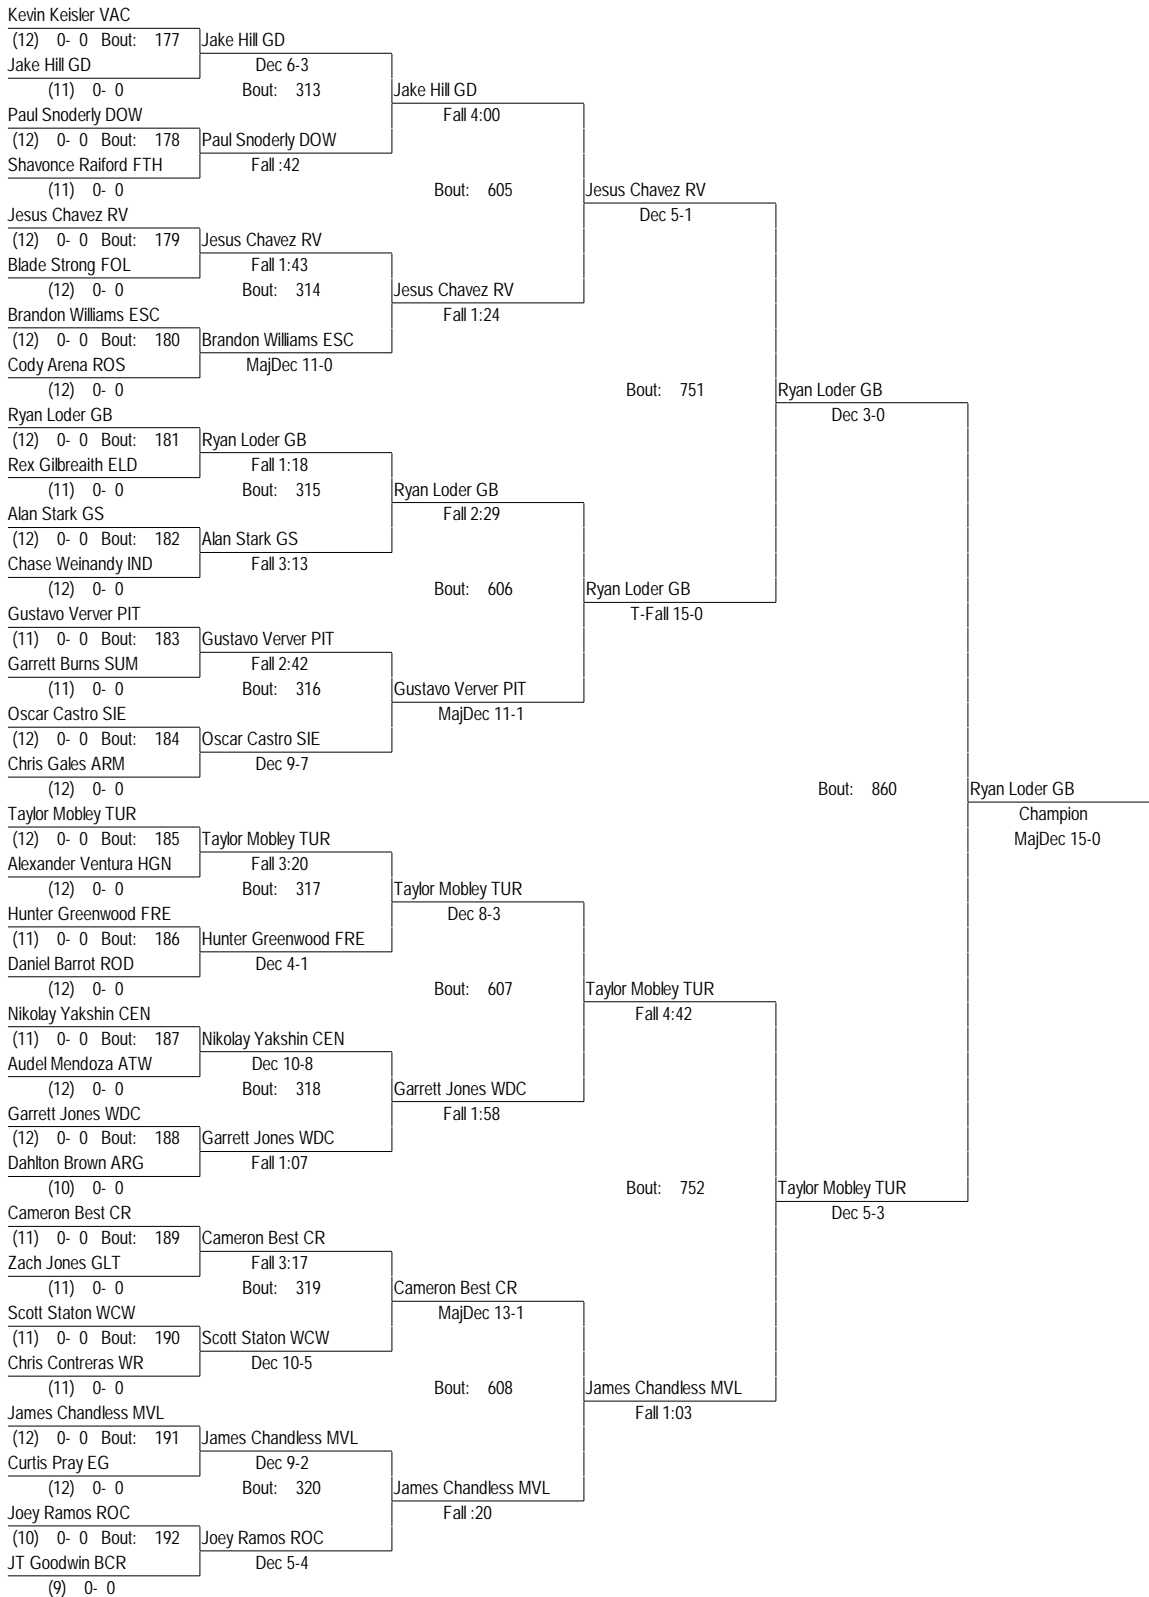 Kevin Keisler VAC
(12) 0- 0 Bout: 177 Jake Hill GD
Jake Hill GD Dec 6-3
(11) 0- 0 Bout: 313 Jake Hill GD
Paul Snoderly DOW Fall 4:00
(12) 0- 0 Bout: 178 Paul Snoderly DOW
Shavonce Raiford FTH Fall :42
(11) 0- 0 Bout: 605 Jesus Chavez RV
Jesus Chavez RV Dec 5-1
(12) 0- 0 Bout: 179 Jesus Chavez RV
Blade Strong FOL Fall 1:43
(12) 0- 0 Bout: 314 Jesus Chavez RV
Brandon Williams ESC Fall 1:24
(12) 0- 0 Bout: 180 Brandon Williams ESC
Cody Arena ROS MajDec 11-0
(12) 0- 0 Bout: 751 Ryan Loder GB
Ryan Loder GB Dec 3-0
(12) 0- 0 Bout: 181 Ryan Loder GB
Rex Gilbreaith ELD Fall 1:18
(11) 0- 0 Bout: 315 Ryan Loder GB
Alan Stark GS Fall 2:29
(12) 0- 0 Bout: 182 Alan Stark GS
Chase Weinandy IND Fall 3:13
(12) 0- 0 Bout: 606 Ryan Loder GB
Gustavo Verver PIT T-Fall 15-0
(11) 0- 0 Bout: 183 Gustavo Verver PIT
Garrett Burns SUM Fall 2:42
(11) 0- 0 Bout: 316 Gustavo Verver PIT
Oscar Castro SIE MajDec 11-1
(12) 0- 0 Bout: 184 Oscar Castro SIE
Chris Gales ARM Dec 9-7
(12) 0- 0 Bout: 860 Ryan Loder GB
Taylor Mobley TUR Champion
(12) 0- 0 Bout: 185 Taylor Mobley TUR MajDec 15-0
Alexander Ventura HGN Fall 3:20
(12) 0- 0 Bout: 317 Taylor Mobley TUR
Hunter Greenwood FRE Dec 8-3
(11) 0- 0 Bout: 186 Hunter Greenwood FRE
Daniel Barrot ROD Dec 4-1
(12) 0- 0 Bout: 607 Taylor Mobley TUR
Nikolay Yakshin CEN Fall 4:42
(11) 0- 0 Bout: 187 Nikolay Yakshin CEN
Audel Mendoza ATW Dec 10-8
(12) 0- 0 Bout: 318 Garrett Jones WDC
Garrett Jones WDC Fall 1:58
(12) 0- 0 Bout: 188 Garrett Jones WDC
Dahlton Brown ARG Fall 1:07
(10) 0- 0 Bout: 752 Taylor Mobley TUR
Cameron Best CR Dec 5-3
(11) 0- 0 Bout: 189 Cameron Best CR
Zach Jones GLT Fall 3:17
(11) 0- 0 Bout: 319 Cameron Best CR
Scott Staton WCW MajDec 13-1
(11) 0- 0 Bout: 190 Scott Staton WCW
Chris Contreras WR Dec 10-5
(11) 0- 0 Bout: 608 James Chandless MVL
James Chandless MVL Fall 1:03
(12) 0- 0 Bout: 191 James Chandless MVL
Curtis Pray EG Dec 9-2
(12) 0- 0 Bout: 320 James Chandless MVL
Joey Ramos ROC Fall :20
(10) 0- 0 Bout: 192 Joey Ramos ROC
JT Goodwin BCR Dec 5-4
(9) 0- 0